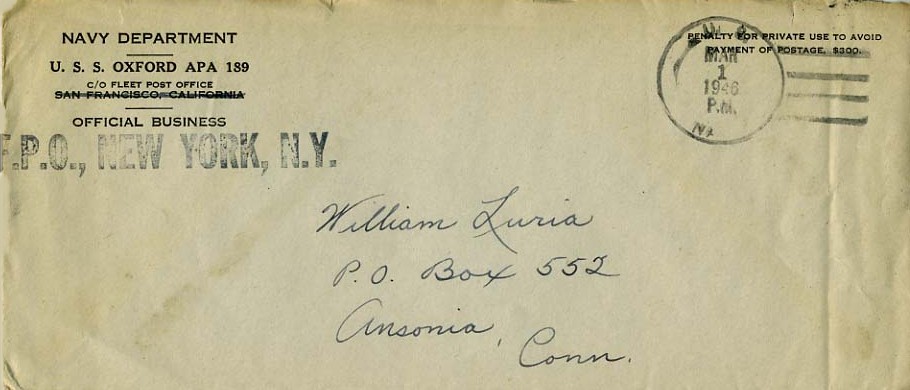 NAVY DEPARTMENT
U. S. S. OXFORD APA 189
C/O FLEET POST OFFICE
SAN FRANCISCO, CALIFORNIA
OFFICIAL BUSINESS
F.P.O., NEW YORK, N.Y.
PENALTY FOR PRIVATE USE TO AVOID
PAYMENT OF POSTAGE, $300.
MAR
1
1946
P.M.
William Luria
P.O. Box 552
Ansonia,
Conn.